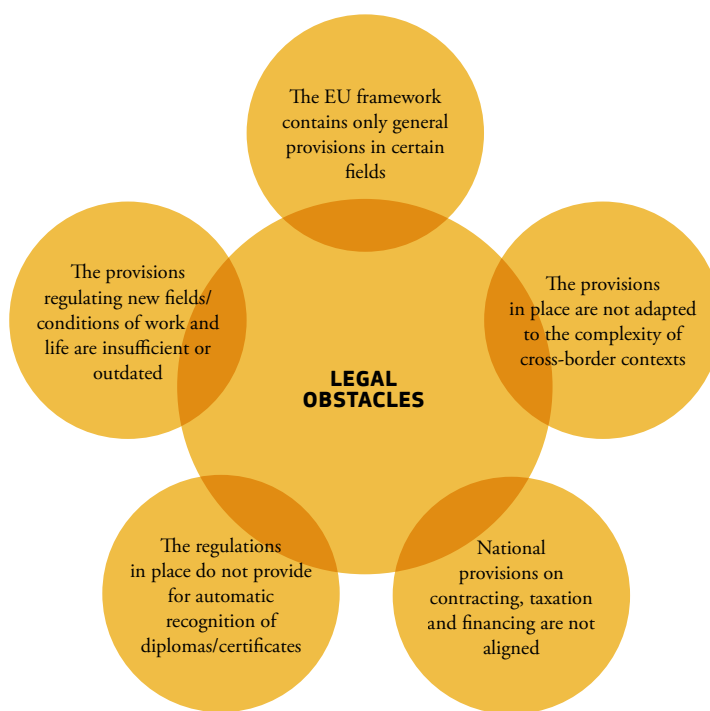 The EU framework
contains only general
provisions in certain
fields
The provisions
regulating new fields/
conditions of work and
life are insufficient or
outdated
The provisions
in place are not adapted
to the complexity of
cross-border contexts
LEGAL
OBSTACLES
The regulations
in place do not provide
for automatic
recognition of
diplomas/certificates
National
provisions on
contracting, taxation
and financing are not
aligned